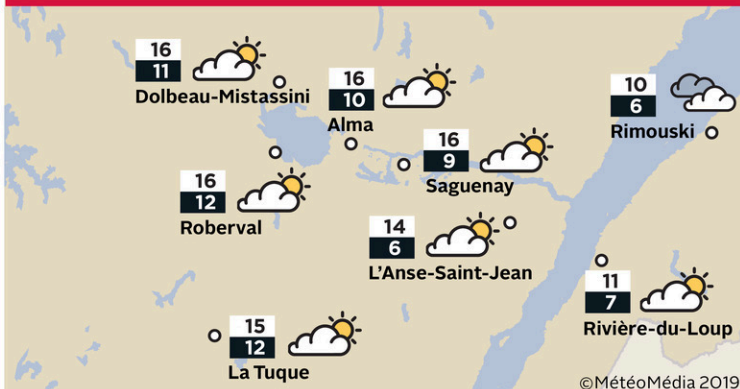 16
11
Dolbeau-Mistassini
16
10
Alma
10
6
Rimouski
16
9
Saguenay
16
12
Roberval
14
6
L'Anse-Saint-Jean
11
7
Rivière-du-Loup
15
12
La Tuque
©MétéoMédia 2019